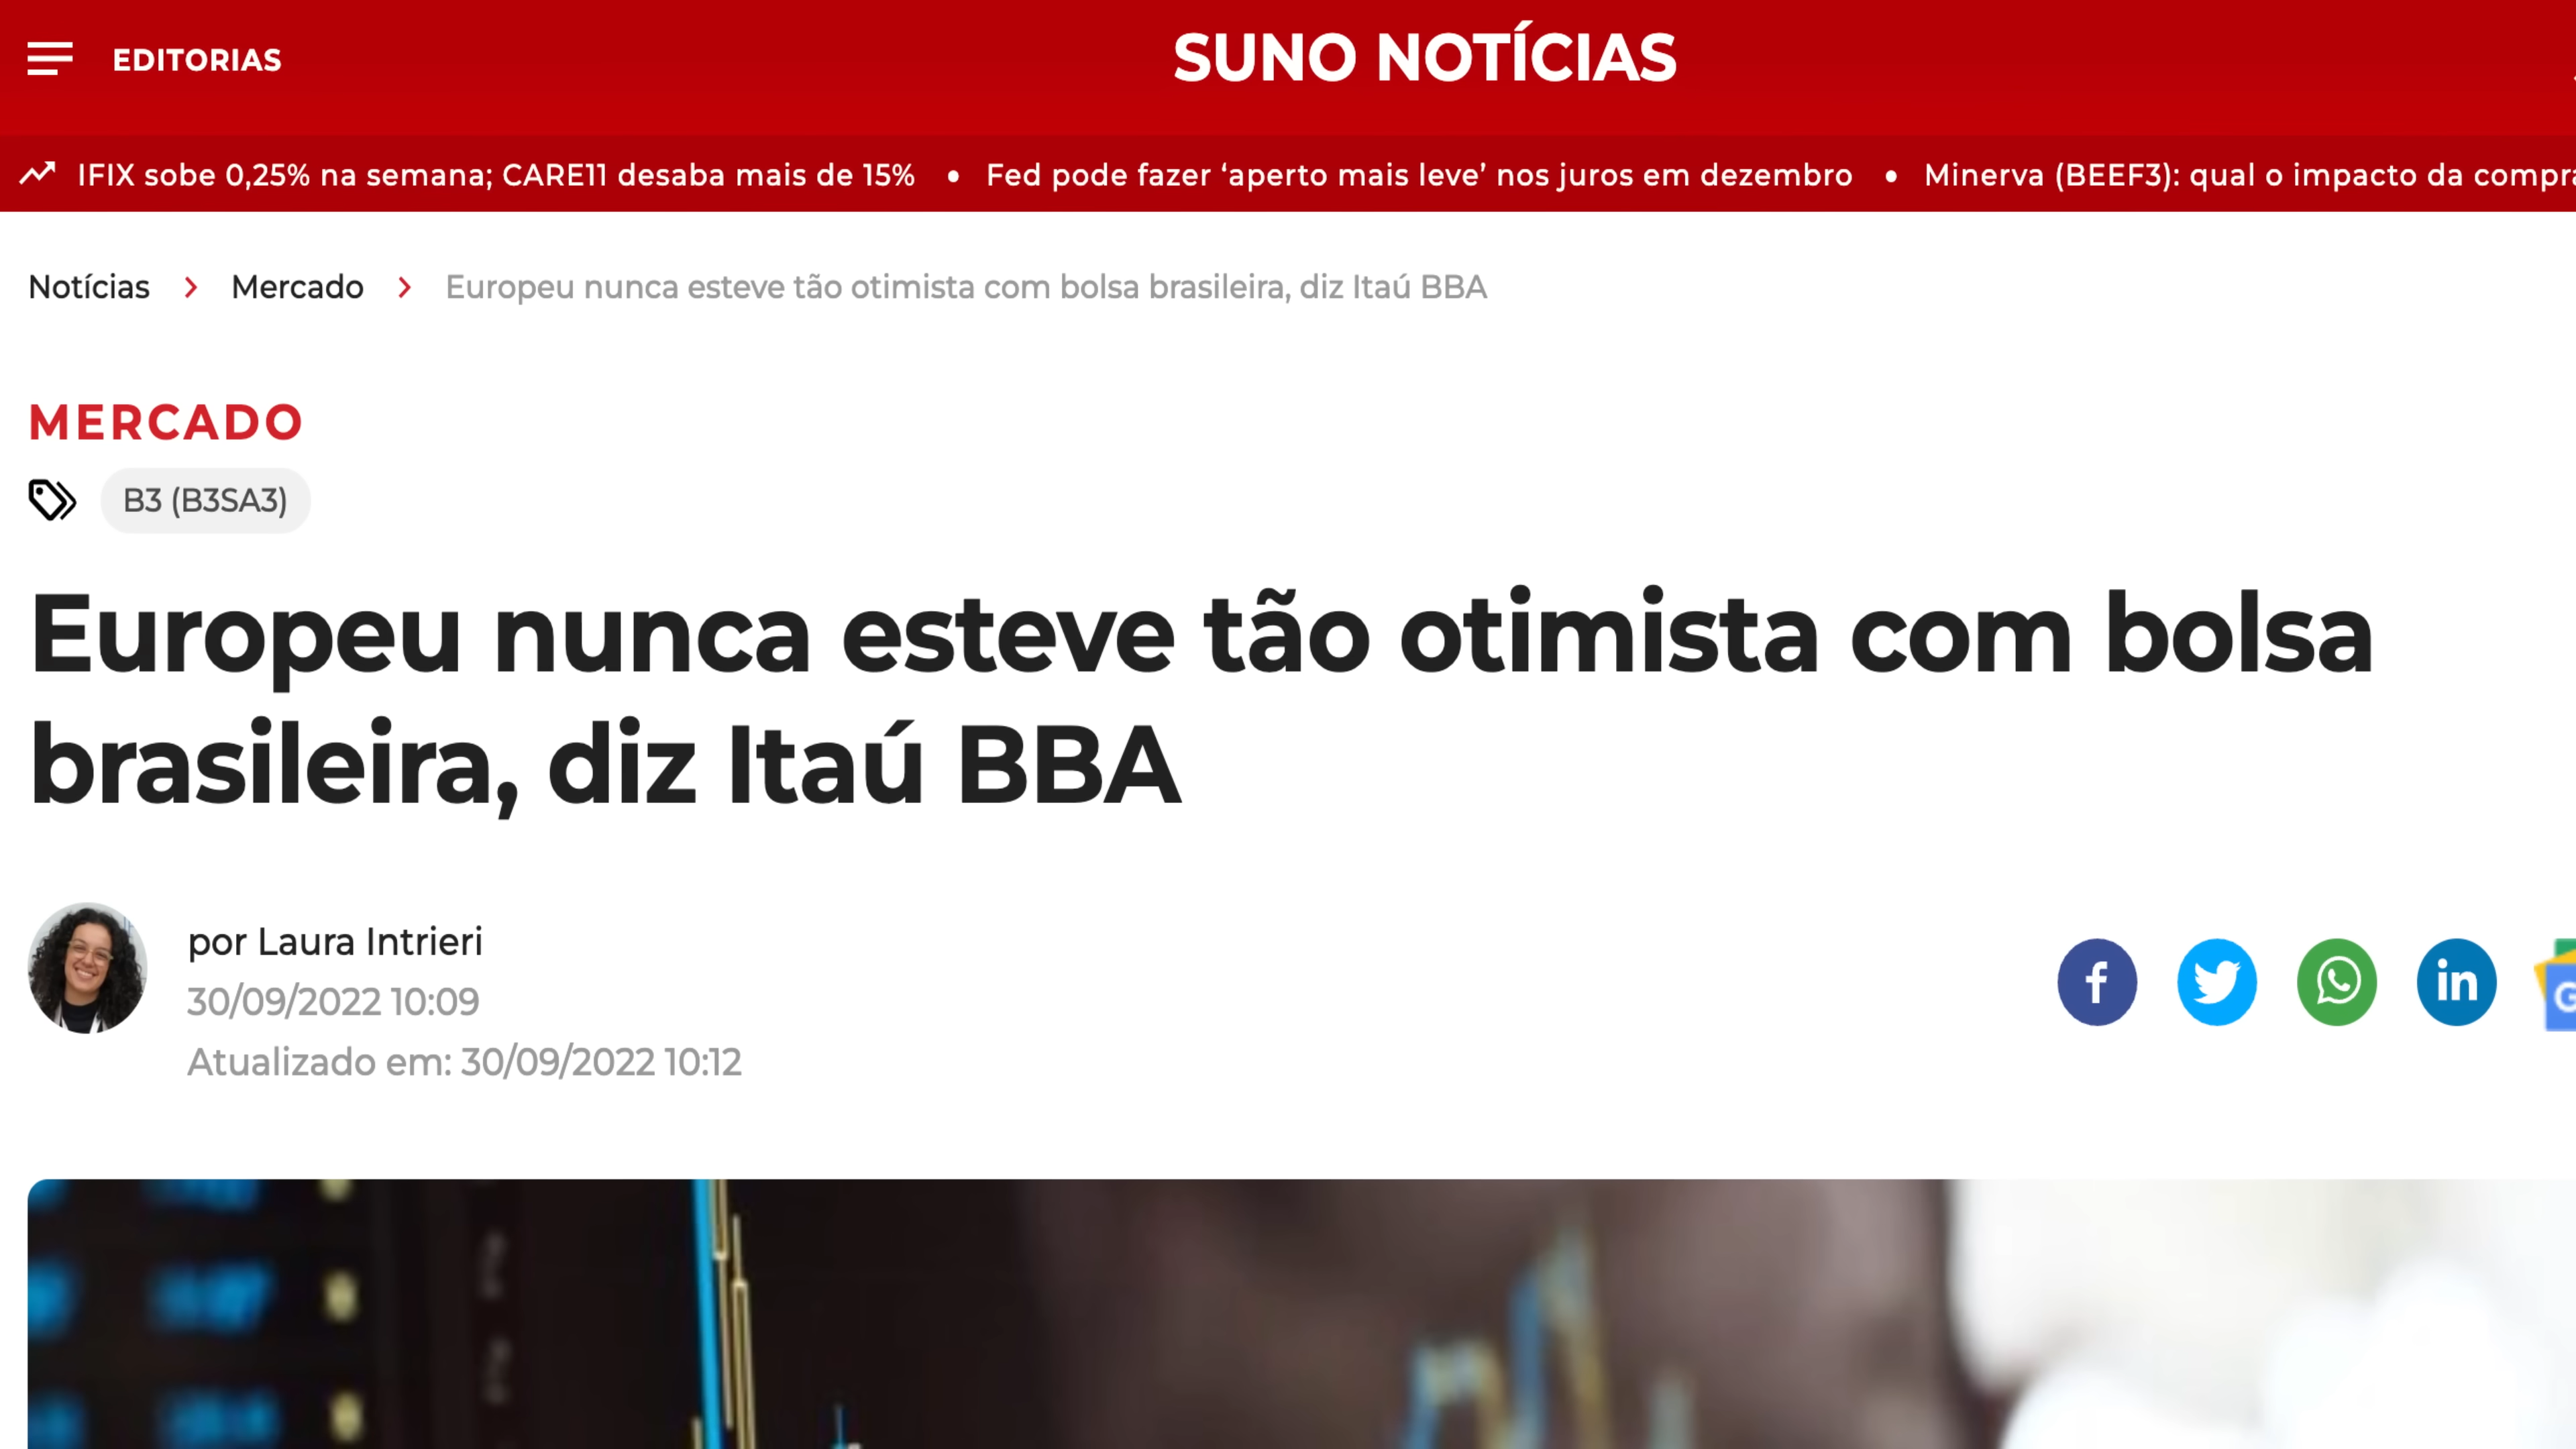 EDITORIAS
SUNO NOTÍCIAS
IFIX sobe 0,25% na semana; CARE11 desaba mais de 15% • Fed pode fazer ‘aperto mais leve’ nos juros em dezembro • Minerva (BEEF3): qual o impacto da
Notícias > Mercado > Europeu nunca esteve tão otimista com bolsa brasileira, diz Itaú BBA
MERCADO
B3 (B3SA3)
Europeu nunca esteve tão otimista com bolsa
brasileira, diz Itaú BBA
por Laura Intrieri
30/09/2022 10:09
Atualizado em: 30/09/2022 10:12